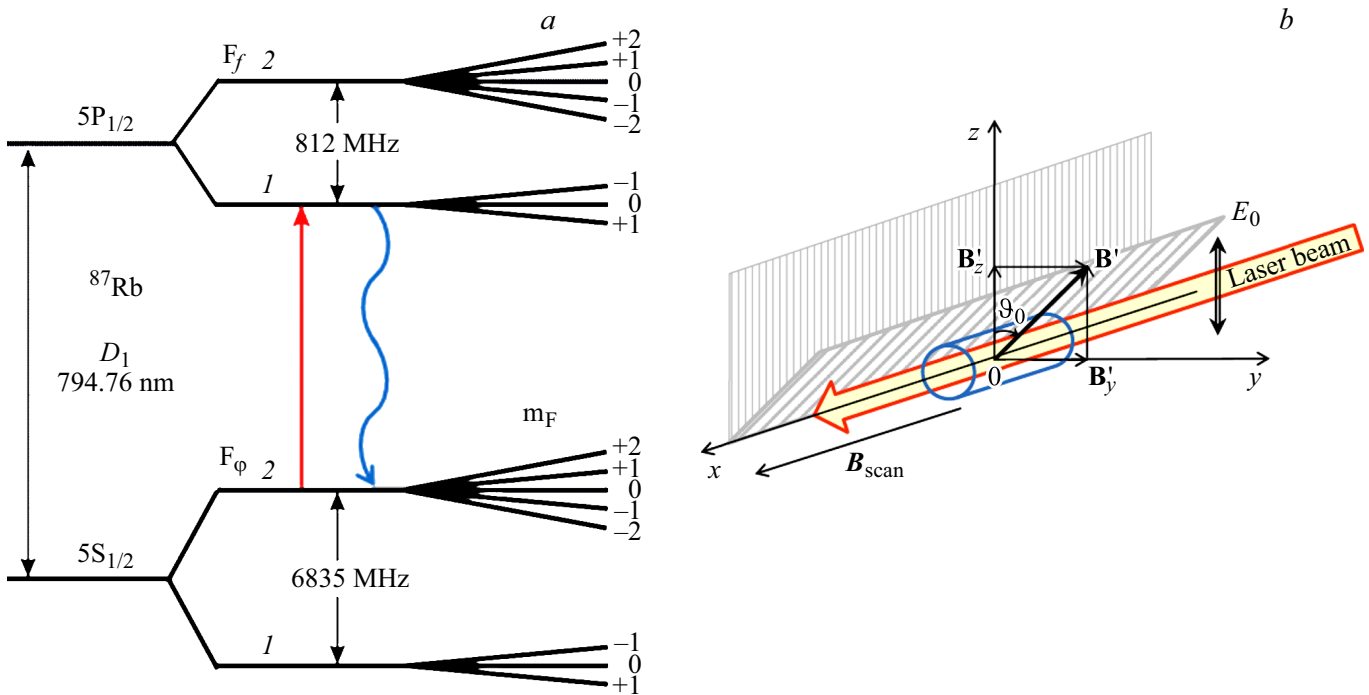 a
F_f 2
+2
+1
0
−1
−2
5P_{1/2}
812 MHz
1
−1
0
+1
^{87}Rb
D_1
794.76 nm
m_F
F_φ 2
+2
+1
0
−1
−2
5S_{1/2}
6835 MHz
1
−1
0
+1
b
z
E_0
B'_z
B'
Laser beam
ϑ_0
0
B'_y
y
x
B_{scan}